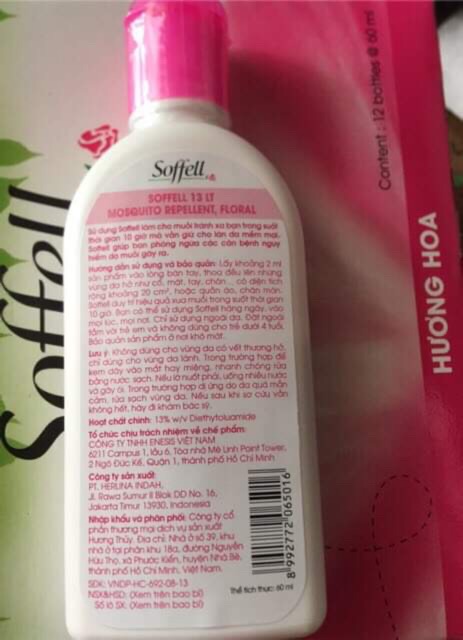 Soffell
SOFFELL 13 LT
MOSQUITO REPELLENT, FLORAL
Sử dụng Soffell làm cho muỗi tránh xa bạn trong suốt
thời gian 10 giờ mà vẫn giữ cho làn da mềm mại.
Soffell giúp bạn phòng ngừa các căn bệnh nguy
hiểm do muỗi gây ra.
Hướng dẫn sử dụng và bảo quản: Lấy khoảng 2 ml
sản phẩm vào lòng bàn tay, thoa đều lên những
vùng da hở như cổ, mặt, tay, chân... có diện tích
rộng khoảng 20 cm², hoặc quần áo, chăn màn.
Soffell duy trì hiệu quả xua muỗi trong suốt thời gian
10 giờ. Bạn có thể sử dụng Soffell hàng ngày, vào
mọi lúc, mọi nơi. Chỉ sử dụng ngoài da. Đặt ngoài
tầm với trẻ em và không dùng cho trẻ dưới 4 tuổi.
Bảo quản sản phẩm ở nơi khô mát.
Lưu ý: Không dùng cho vùng da có vết thương hở,
chỉ dùng cho vùng da lành. Trong trường hợp để
kem dây vào mắt hay miệng, nhanh chóng rửa
bằng nước sạch. Nếu lỡ nuốt phải, uống nhiều nước
và gây ói. Trong trường hợp dị ứng do da quá mẫn
cảm, rửa sạch vùng da. Nếu sau khi sơ cứu vẫn
không hết, hãy đi khám bác sỹ.
Hoạt chất chính: 13% w/v Diethyltoluamide
Tổ chức chịu trách nhiệm về chế phẩm:
CÔNG TY TNHH ENESIS VIỆT NAM
6211 Campus 1, lầu 6, Tòa nhà Mê Linh Point Tower,
2 Ngô Đức Kế, Quận 1, thành phố Hồ Chí Minh
Công ty sản xuất:
PT. HERLINA INDAH,
Jl. Rawa Sumur II Blok DD No. 16,
Jakarta Timur 13930, Indonesia
Nhập khẩu và phân phối: Công ty cổ
phần thương mại dịch vụ sản xuất
Hương Thủy. Địa chỉ: Nhà ở số 39, khu
nhà ở tại phân khu 18a, đường Nguyễn
Hữu Thọ, xã Phước Kiển, huyện Nhà Bè,
thành phố Hồ Chí Minh, Việt Nam.
SDK: VNDP-HC-692-08-13
NSX&HSD: (Xem trên bao bì)
Số lô SX: (Xem trên bao bì)
Thể tích thực: 60 ml
8 992772 065016
Soffell
Content : 12 bottles @ 60 ml
HƯƠNG HOA